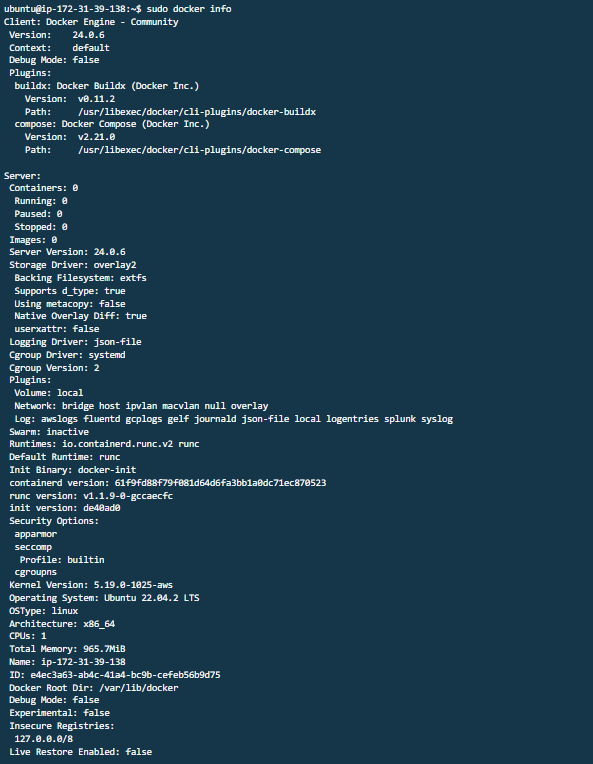 ubuntu@ip-172-31-39-138:~$ sudo docker info
Client: Docker Engine - Community
 Version:    24.0.6
 Context:    default
 Debug Mode: false
 Plugins:
  buildx: Docker Buildx (Docker Inc.)
    Version:  v0.11.2
    Path:     /usr/libexec/docker/cli-plugins/docker-buildx
  compose: Docker Compose (Docker Inc.)
    Version:  v2.21.0
    Path:     /usr/libexec/docker/cli-plugins/docker-compose

Server:
 Containers: 0
  Running: 0
  Paused: 0
  Stopped: 0
 Images: 0
 Server Version: 24.0.6
 Storage Driver: overlay2
  Backing Filesystem: extfs
  Supports d_type: true
  Using metacopy: false
  Native Overlay Diff: true
  userxattr: false
 Logging Driver: json-file
 Cgroup Driver: systemd
 Cgroup Version: 2
 Plugins:
  Volume: local
  Network: bridge host ipvlan macvlan null overlay
  Log: awslogs fluentd gcplogs gelf journald json-file local logentries splunk syslog
 Swarm: inactive
 Runtimes: io.containerd.runc.v2 runc
 Default Runtime: runc
 Init Binary: docker-init
 containerd version: 61f9fd88f79f081d64d6fa3bb1a0dc71ec870523
 runc version: v1.1.9-0-gccaecfc
 init version: de40ad0
 Security Options:
  apparmor
  seccomp
   Profile: builtin
  cgroupns
 Kernel Version: 5.19.0-1025-aws
 Operating System: Ubuntu 22.04.2 LTS
 OSType: linux
 Architecture: x86_64
 CPUs: 1
 Total Memory: 965.7MiB
 Name: ip-172-31-39-138
 ID: e4ec3a63-ab4c-41a4-bc9b-cefeb56b9d75
 Docker Root Dir: /var/lib/docker
 Debug Mode: false
 Experimental: false
 Insecure Registries:
  127.0.0.0/8
 Live Restore Enabled: false